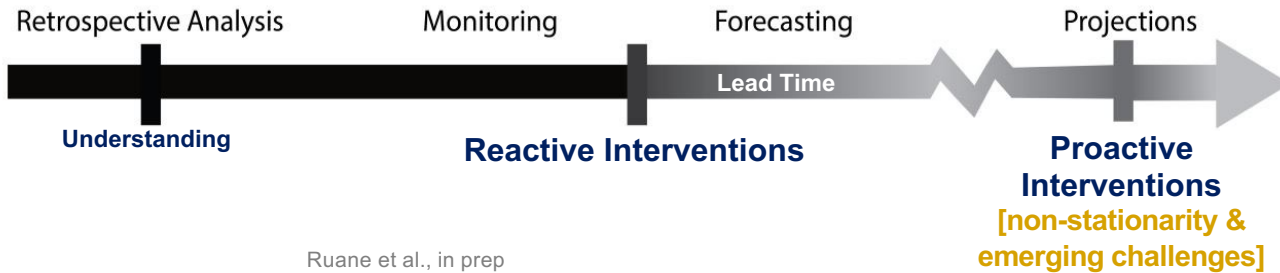 Retrospective Analysis
Monitoring
Forecasting
Projections
Lead Time
Understanding
Reactive Interventions
Proactive
Interventions
[non-stationarity &
emerging challenges]
Ruane et al., in prep